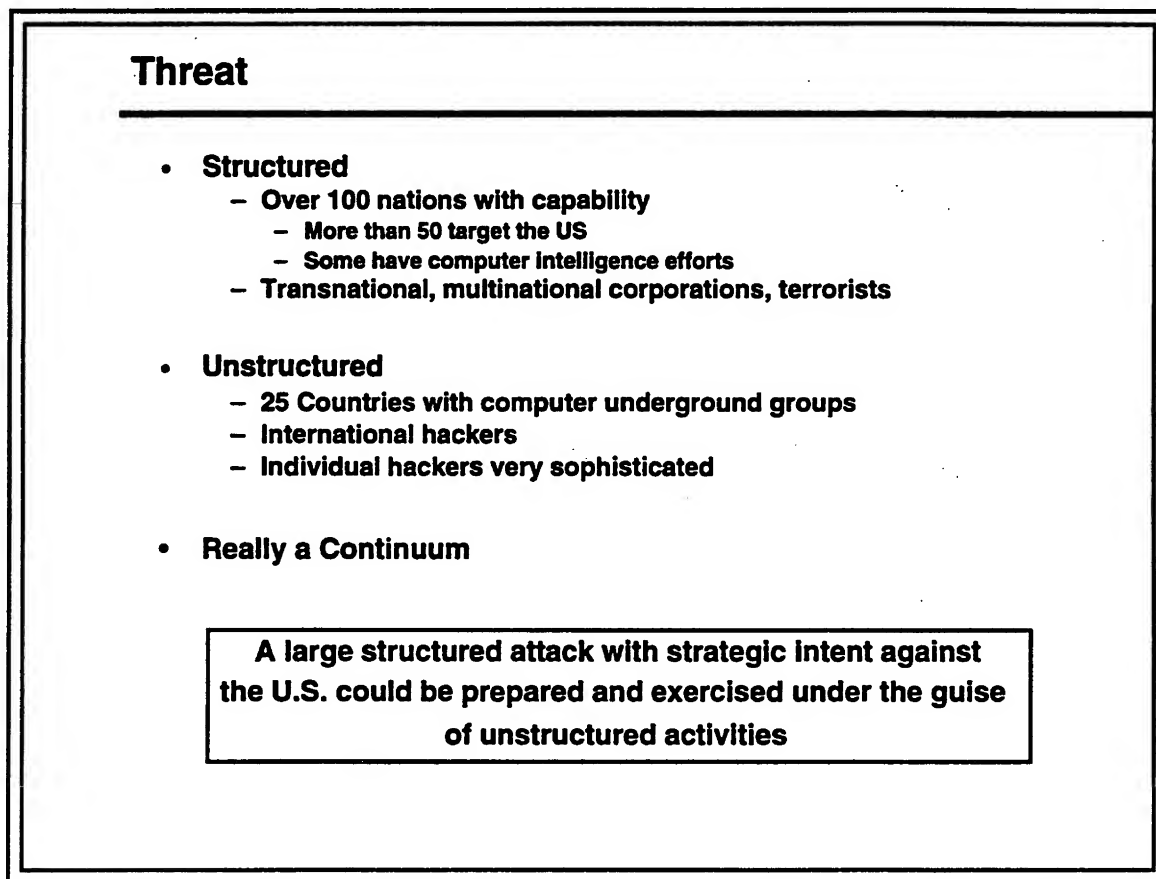 Threat
• Structured
– Over 100 nations with capability
– More than 50 target the US
– Some have computer intelligence efforts
– Transnational, multinational corporations, terrorists
• Unstructured
– 25 Countries with computer underground groups
– International hackers
– Individual hackers very sophisticated
• Really a Continuum
A large structured attack with strategic intent against
the U.S. could be prepared and exercised under the guise
of unstructured activities